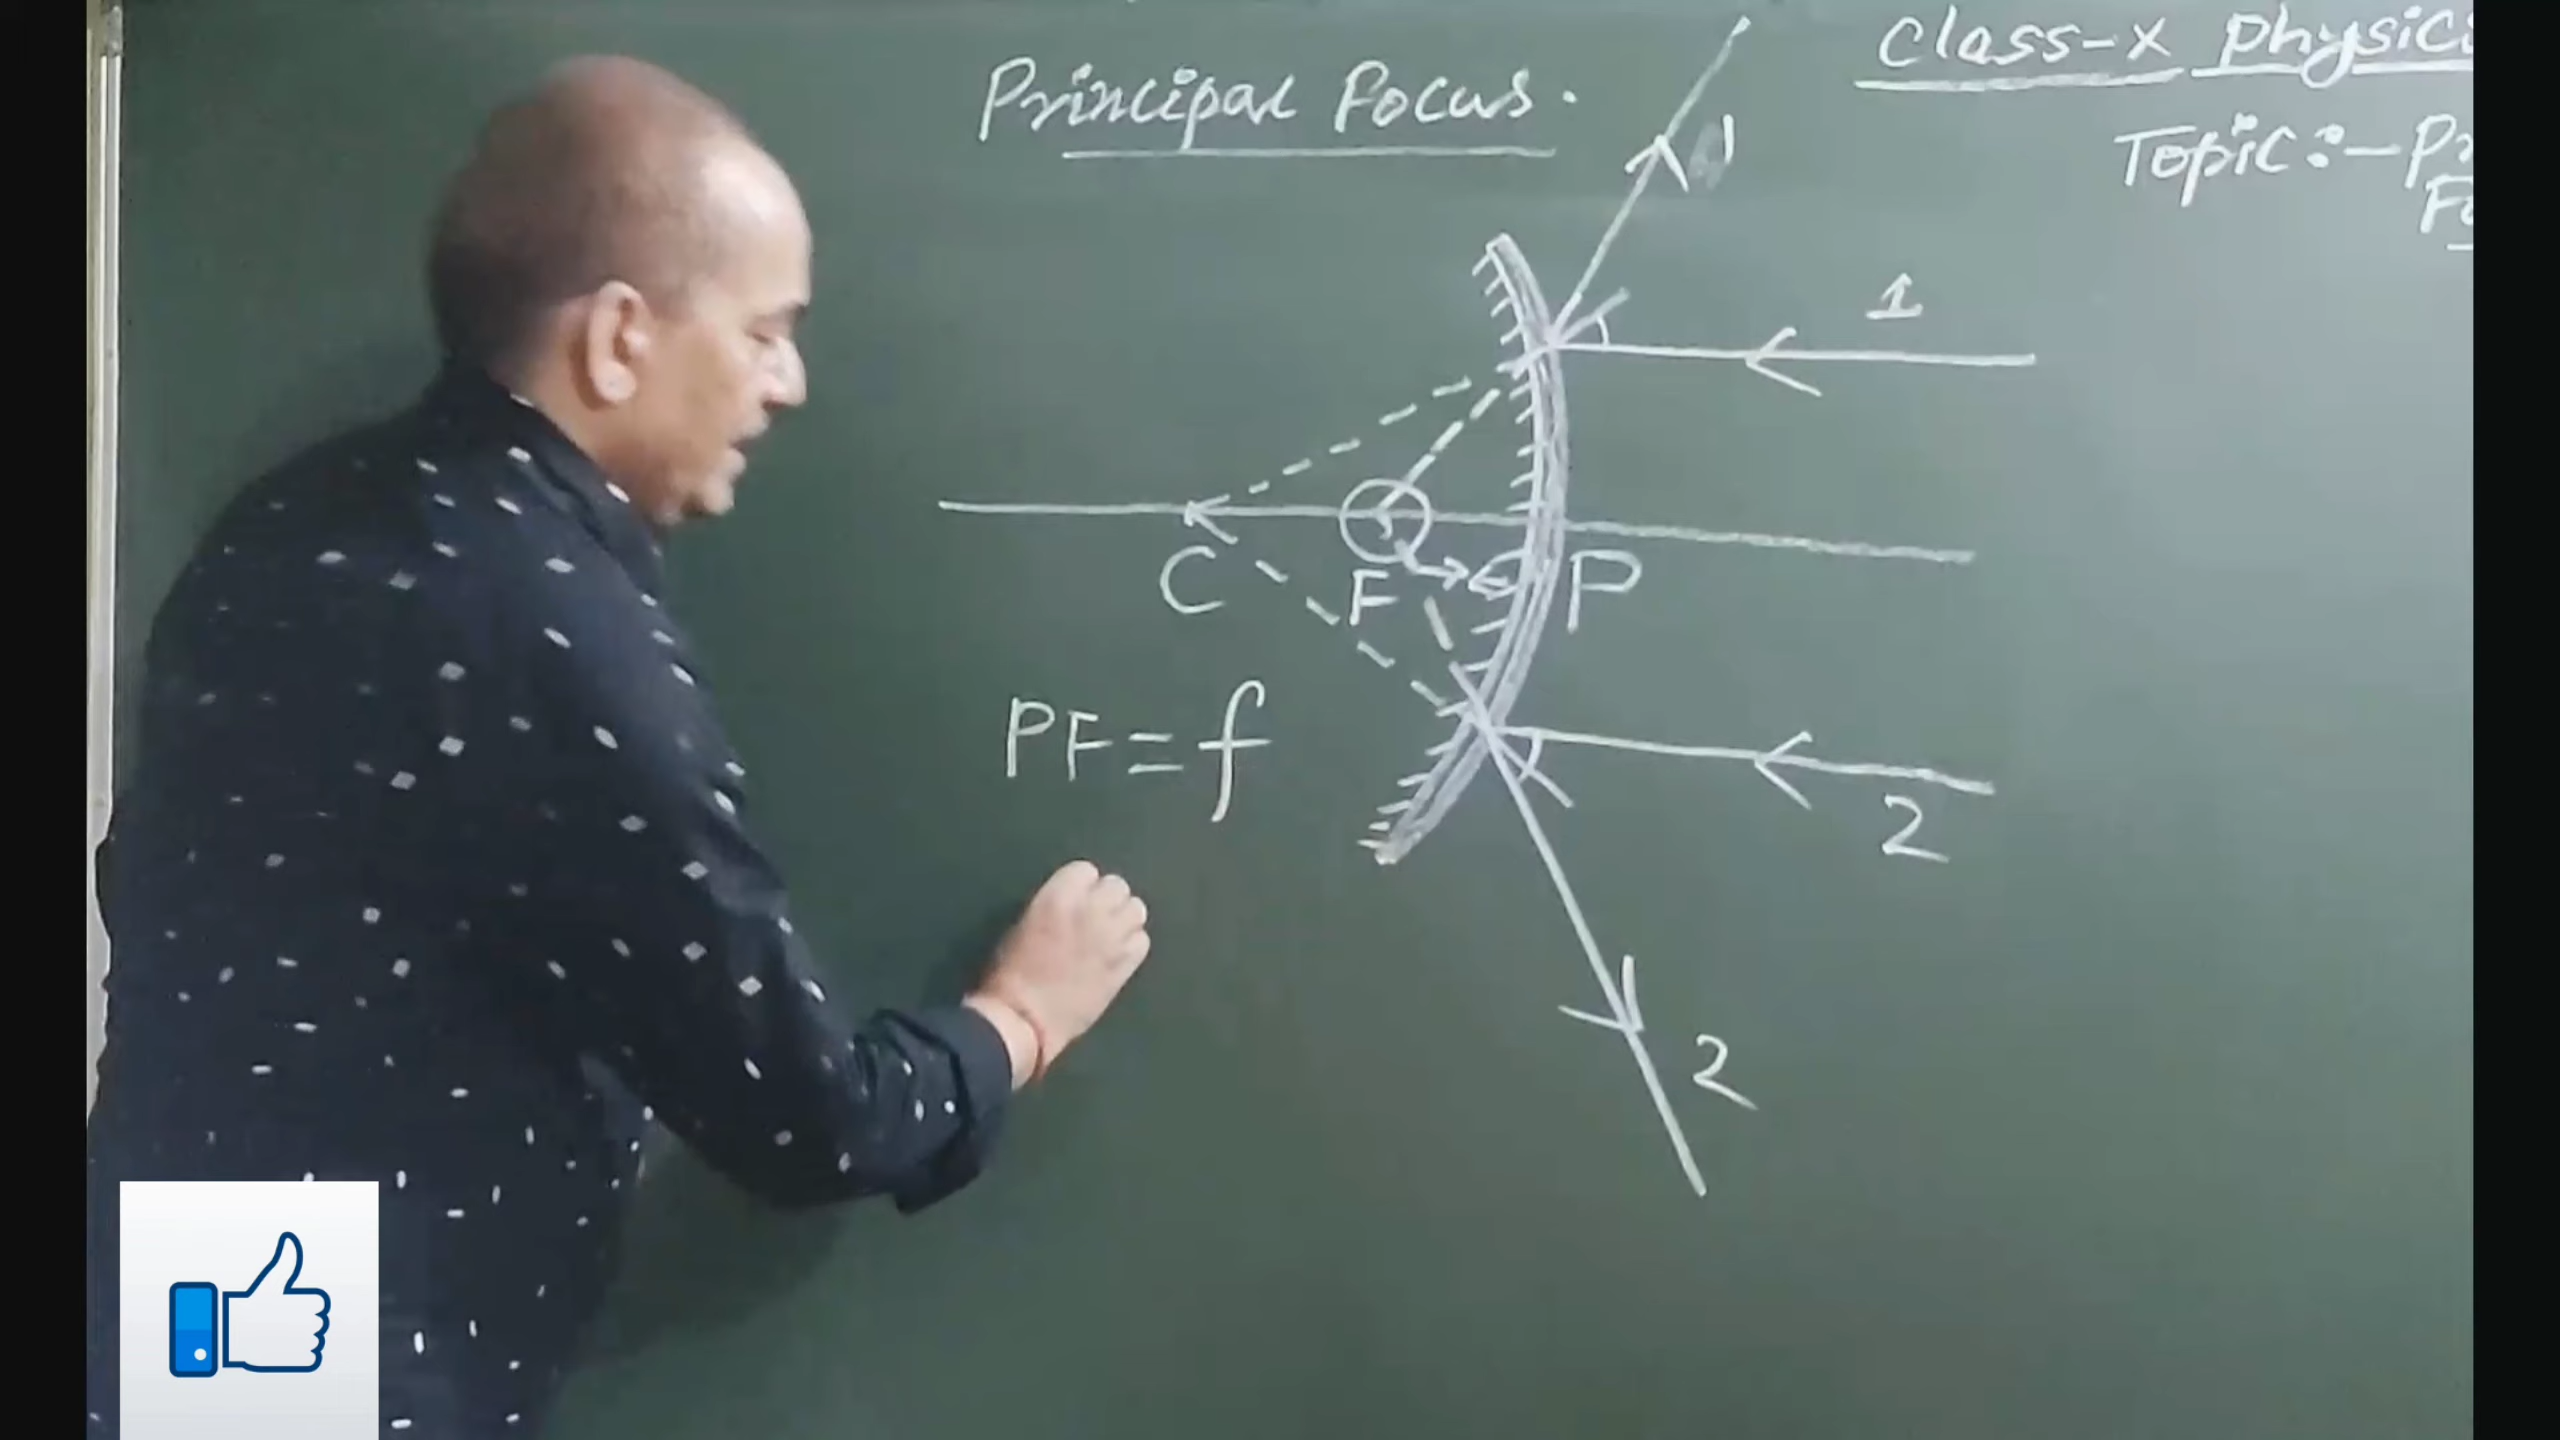 Principal Focus.
Class-X Physics
Topic:-
1
1
C
F
P
PF = f
2
2